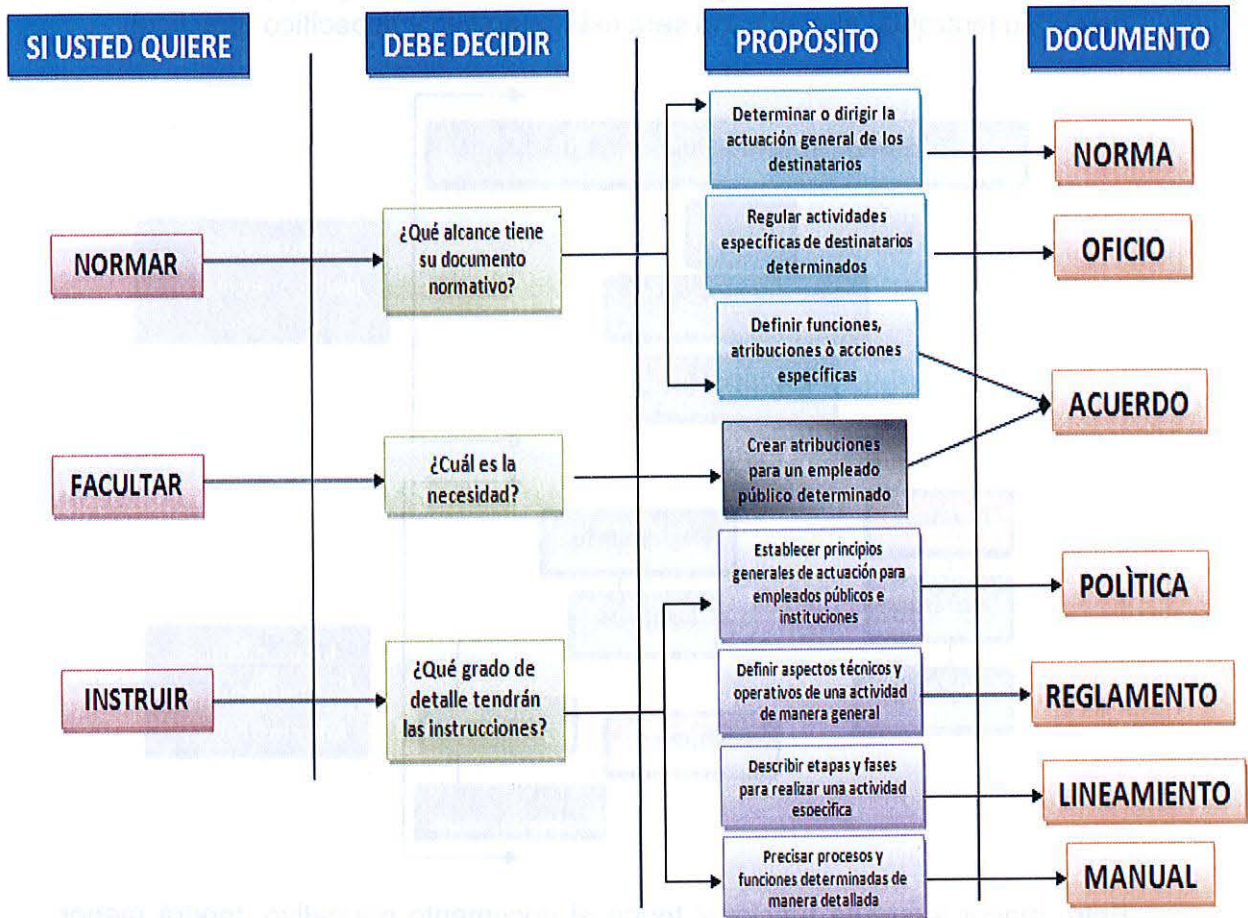 SI USTED QUIERE
DEBE DECIDIR
PROPÒSITO
DOCUMENTO
NORMAR
¿Qué alcance tiene
su documento
normativo?
Determinar o dirigir la
actuación general de los
destinatarios
NORMA
Regular actividades
específicas de destinatarios
determinados
OFICIO
Definir funciones,
atribuciones ò acciones
específicas
ACUERDO
FACULTAR
¿Cuál es la
necesidad?
Crear atribuciones
para un empleado
público determinado
INSTRUIR
¿Qué grado de
detalle tendrán
las instrucciones?
Establecer principios
generales de actuación para
empleados públicos e
instituciones
POLÌTICA
Definir aspectos técnicos y
operativos de una actividad
de manera general
REGLAMENTO
Describir etapas y fases
para realizar una actividad
específica
LINEAMIENTO
Precisar procesos y
funciones determinadas de
manera detallada
MANUAL